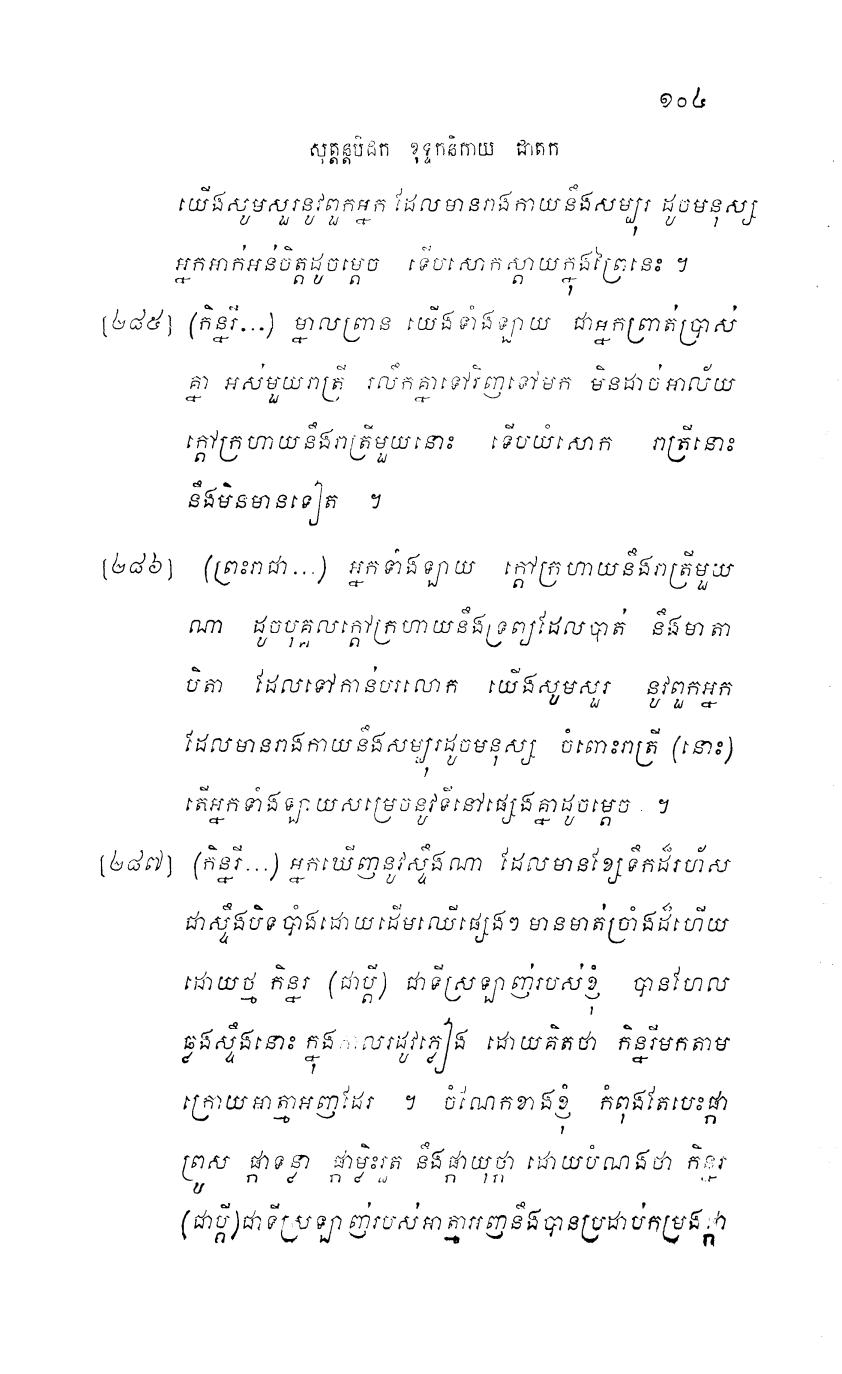 ១០៤
សុត្តន្តបិដក ខុទ្ទកនិកាយ ជាតក
យើងសូមសួរនូវពួកអ្នក ដែលមានរាងកាយនឹងសម្បុរ ដូចមនុស្ស
អ្នកអាក់អន់ចិត្តដូចម្តេច ទើបសោកស្តាយក្នុងព្រៃនេះ ។
[២៨៥] (កិន្នរី...) ម្នាលព្រាន យើងទាំងឡាយ ជាអ្នកព្រាត់ប្រាស់
គ្នា អស់មួយរាត្រី រលឹកគ្នាទៅវិញទៅមក មិនដាច់អាល័យ
ក្តៅក្រហាយនឹងរាត្រីមួយនោះ ទើបយំសោក រាត្រីនោះ
នឹងមិនមានទៀត ។
[២៨៦] (ព្រះរាជា...) អ្នកទាំងឡាយ ក្តៅក្រហាយនឹងរាត្រីមួយ
ណា ដូចបុគ្គលក្តៅក្រហាយនឹងទ្រព្យដែលបាត់ នឹងមាតា
បិតា ដែលទៅកាន់បរលោក យើងសូមសួរ នូវពួកអ្នក
ដែលមានរាងកាយនឹងសម្បុរដូចមនុស្ស ចំពោះរាត្រី (នោះ)
តើអ្នកទាំងឡាយសម្រេចនូវទីនៅផ្សេងគ្នាដូចម្តេច ។
[២៨៧] (កិន្នរី...) អ្នកឃើញនូវស្ទឹងណា ដែលមានខ្សែទឹកដ៏រហ័ស
ជាស្ទឹងបិទបាំងដោយដើមឈើផ្សេងៗ មានមាត់ច្រាំងដ៏ហើយ
ដោយថ្ម កិន្នរ (ជាប្តី) ជាទីស្រឡាញ់របស់ខ្ញុំ បានហែល
ឆ្លងស្ទឹងនោះ ក្នុងកាលរដូវភ្លៀង ដោយគិតថា កិន្នរីមកតាម
ក្រោយអាត្មាអញដែរ ។ ចំណែកខាងខ្ញុំ កំពុងតែបេះផ្កា
ព្រួស ផ្កាទន្លា ផ្កាម្លិះរួត នឹងផ្កាយុថ្កា ដោយបំណងថា កិន្នរ
(ជាប្តី)ជាទីស្រឡាញ់របស់អាត្មាអញនឹងបានប្រដាប់កម្រងផ្កា